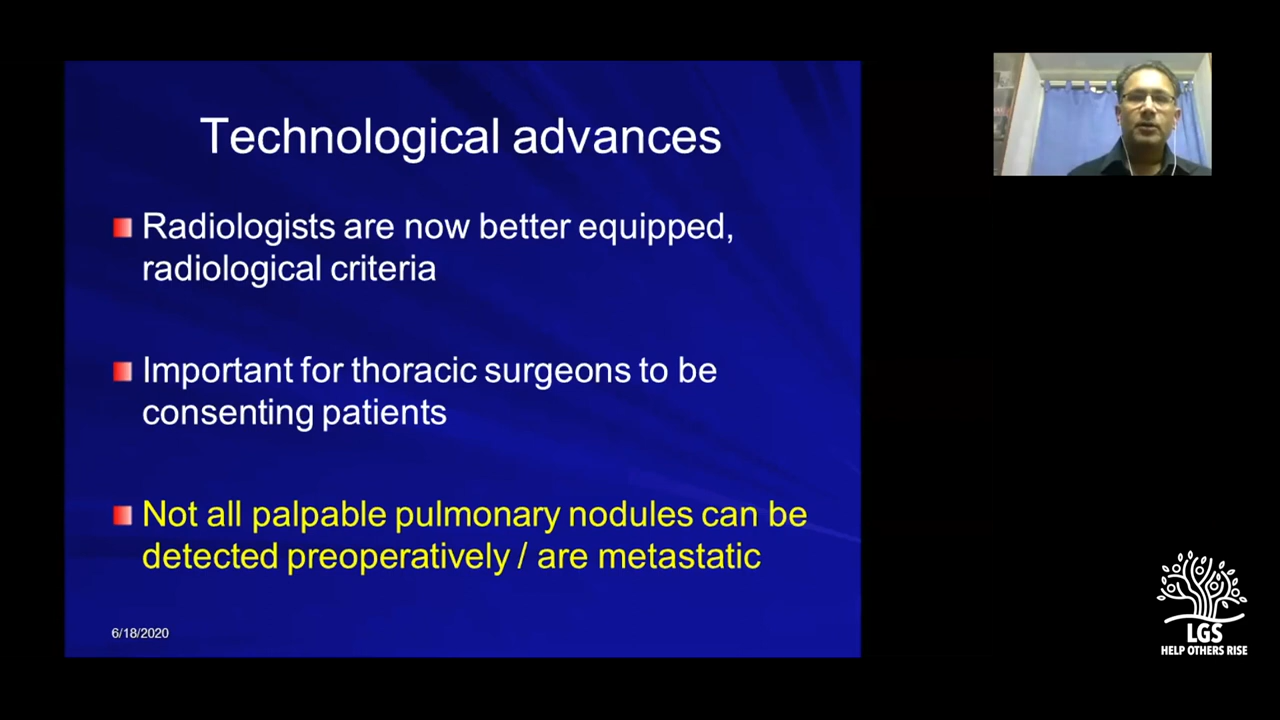 Technological advances
Radiologists are now better equipped,
radiological criteria
Important for thoracic surgeons to be
consenting patients
Not all palpable pulmonary nodules can be
detected preoperatively / are metastatic
6/18/2020
LGS
HELP OTHERS RISE